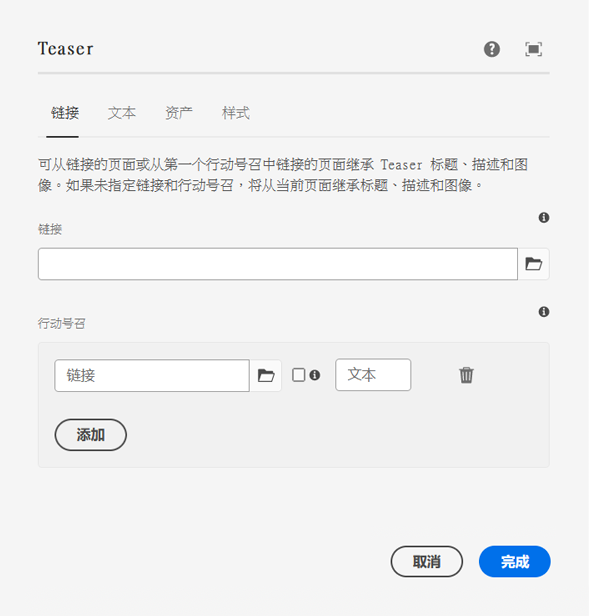 Teaser
链接 文本 资产 样式
可从链接的页面或从第一个行动号召中链接的页面继承 Teaser 标题、描述和图
像。如果未指定链接和行动号召，将从当前页面继承标题、描述和图像。
链接
行动号召
链接 文本
添加
取消 完成